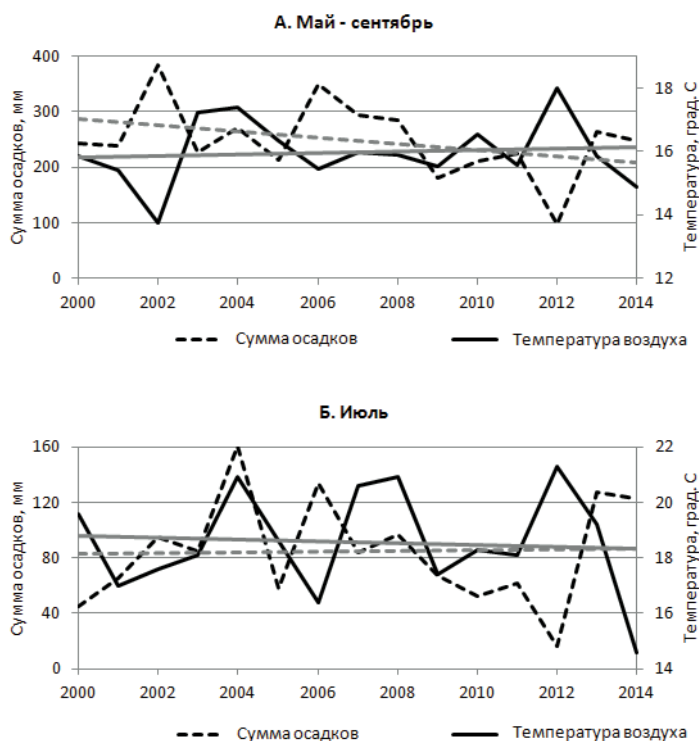 А. Май - сентябрь
400
300
200
100
0
Сумма осадков, мм
18
16
14
12
Температура, град. С
2000 2002 2004 2006 2008 2010 2012 2014
Сумма осадков Температура воздуха
Б. Июль
160
120
80
40
0
Сумма осадков, мм
22
20
18
16
14
Температура, град. С
2000 2002 2004 2006 2008 2010 2012 2014
Сумма осадков Температура воздуха